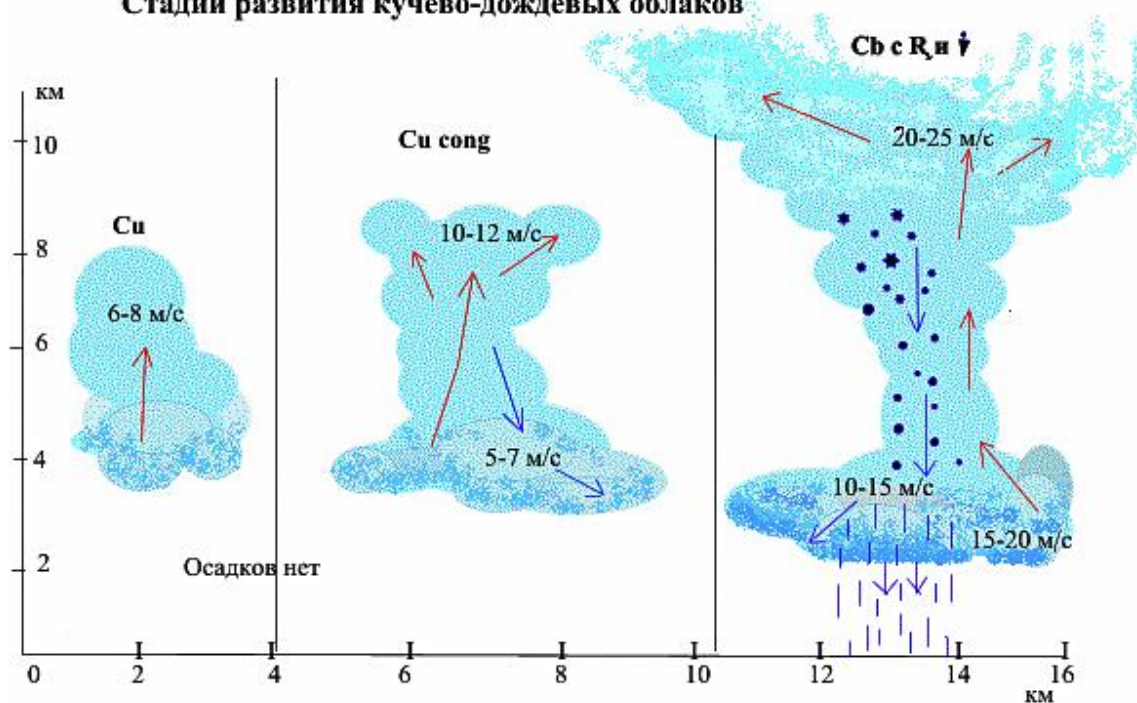 Стадии развития кучево-дождевых облаков
Cb с R и
км
10
Cu cong
20-25 м/с
Cu
10-12 м/с
8
6-8 м/с
6
4
5-7 м/с
10-15 м/с
15-20 м/с
2
Осадков нет
0 2 4 6 8 10 12 14 16
км